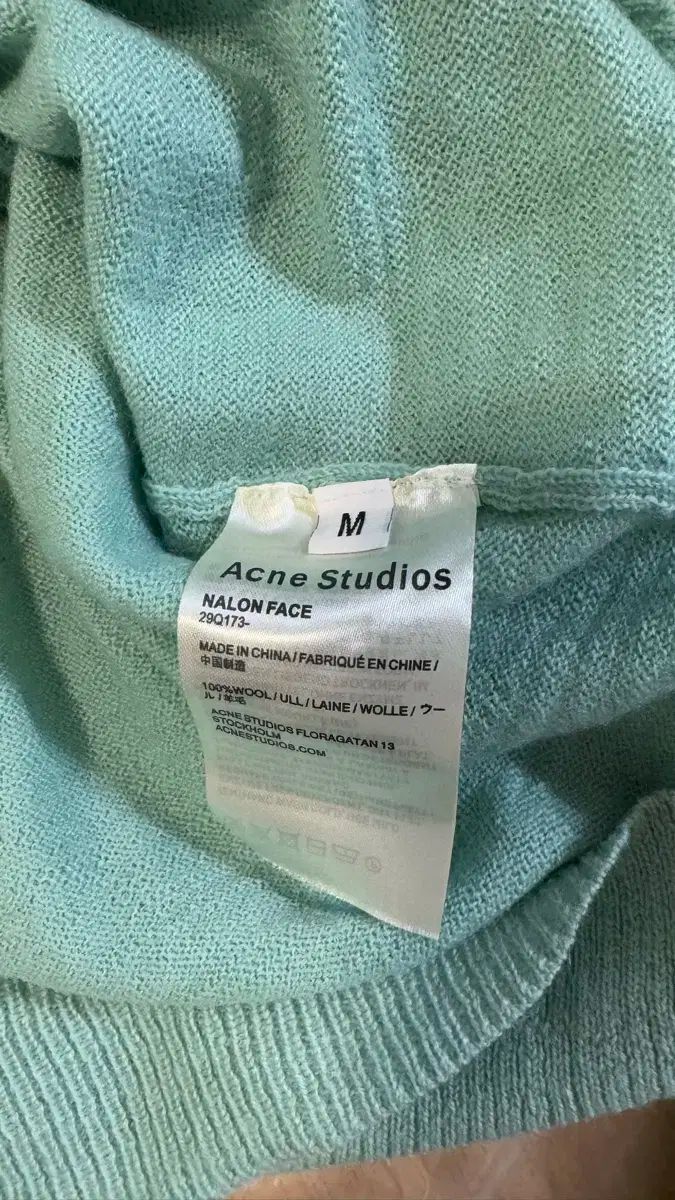 M
Acne Studios
NALON FACE
29Q173-
MADE IN CHINA / FABRIQUÉ EN CHINE /
中国制造
100%WOOL / ULL / LAINE / WOLLE / ウー
ル / 羊毛
ACNE STUDIOS FLORAGATAN 13
STOCKHOLM
ACNESTUDIOS.COM